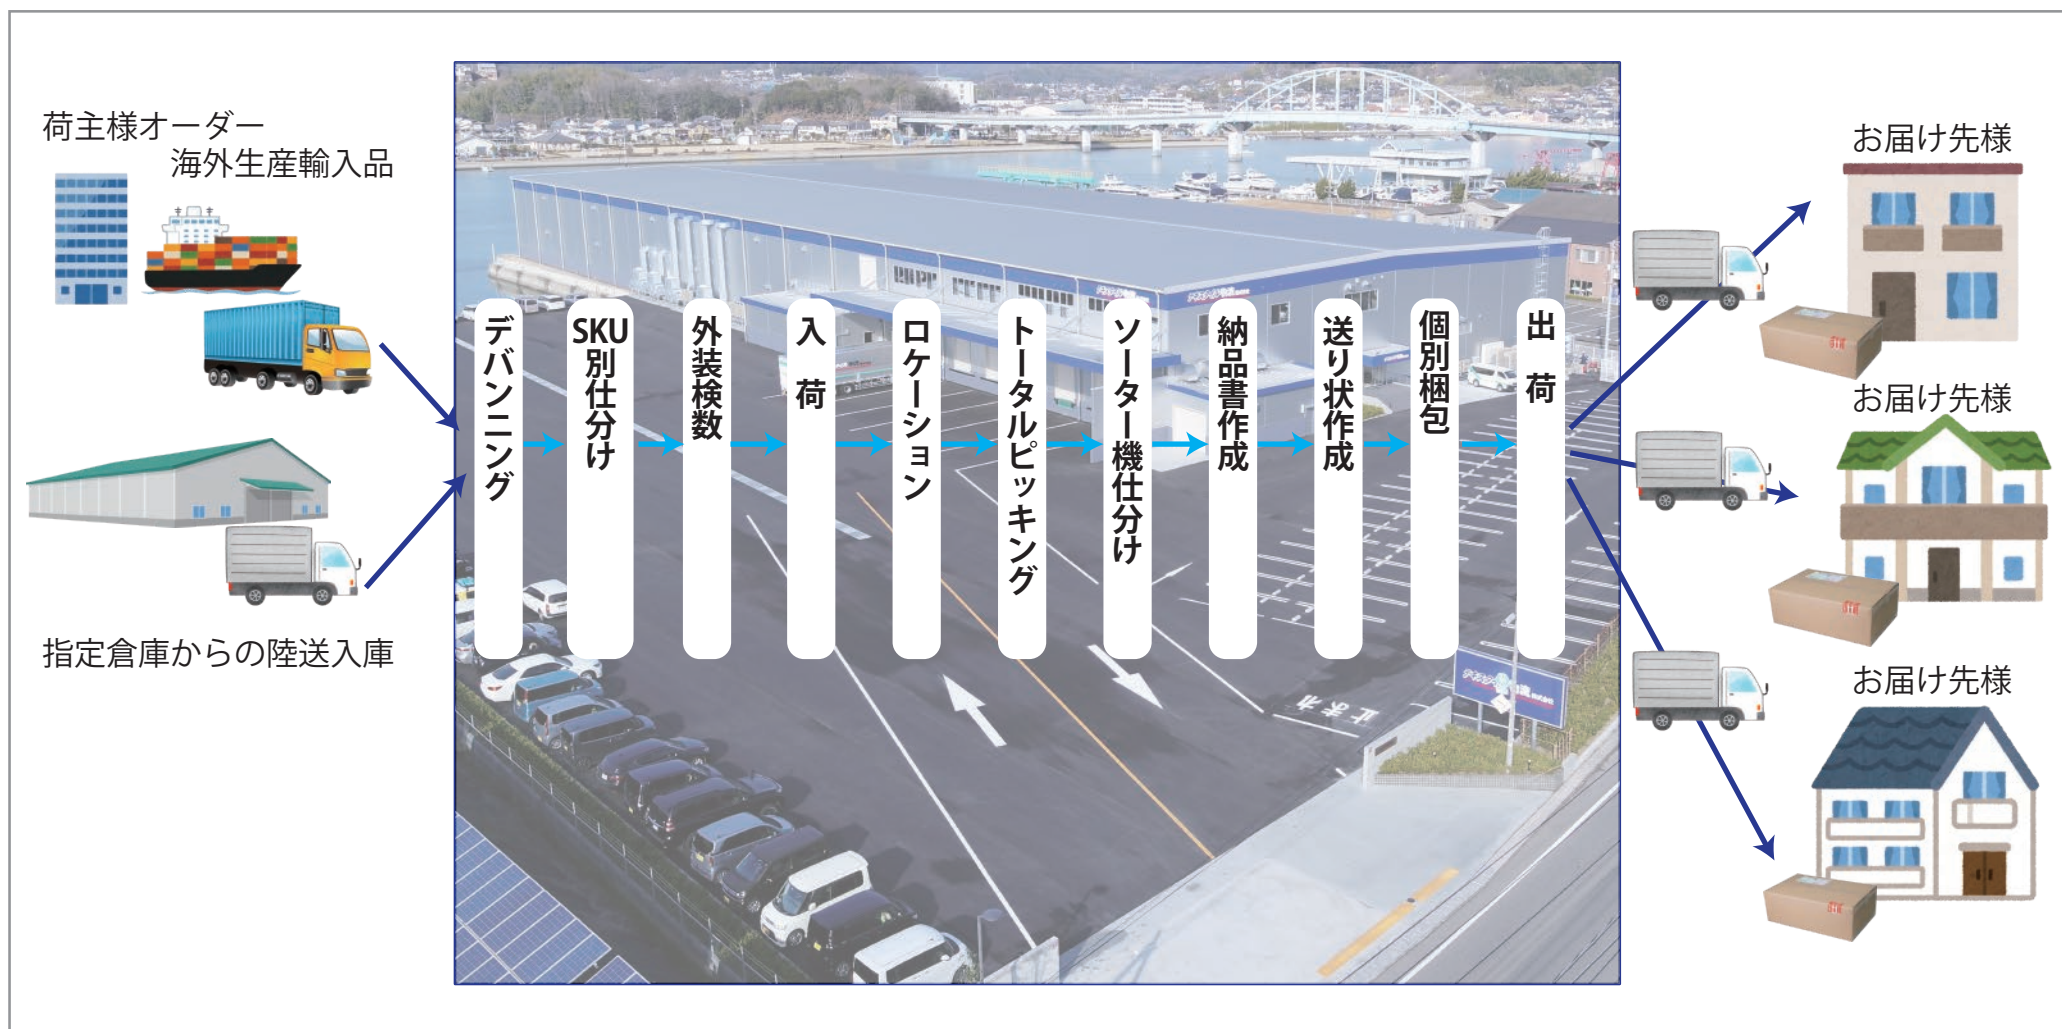 荷主様オーダー
海外生産輸入品
指定倉庫からの陸送入庫
デバンニング
SKU別仕分け
外装検数
入荷
ロケーション
トータルピッキング
ソーター機仕分け
納品書作成
送り状作成
個別梱包
出荷
お届け先様
お届け先様
お届け先様
止まれ